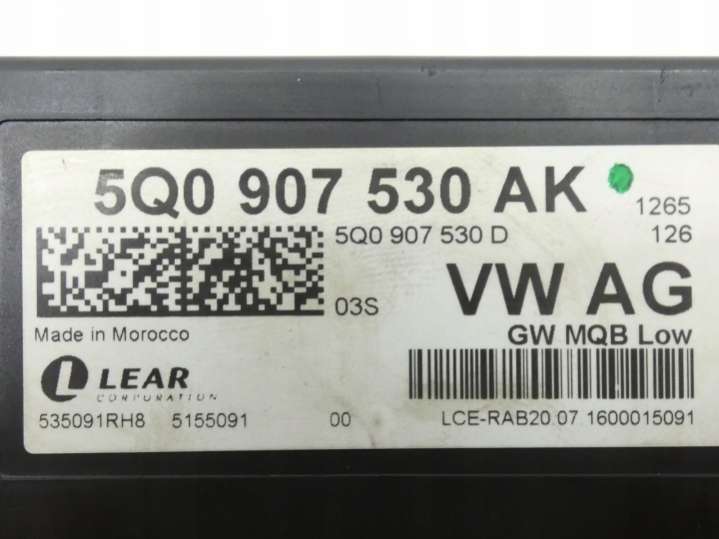 5Q0 907 530 AK
1265
5Q0 907 530 D
126
03S
VW AG
Made in Morocco
GW MQB Low
LEAR
CORPORATION
535091RH8 5155091 00
LCE-RAB20.07.1600015091